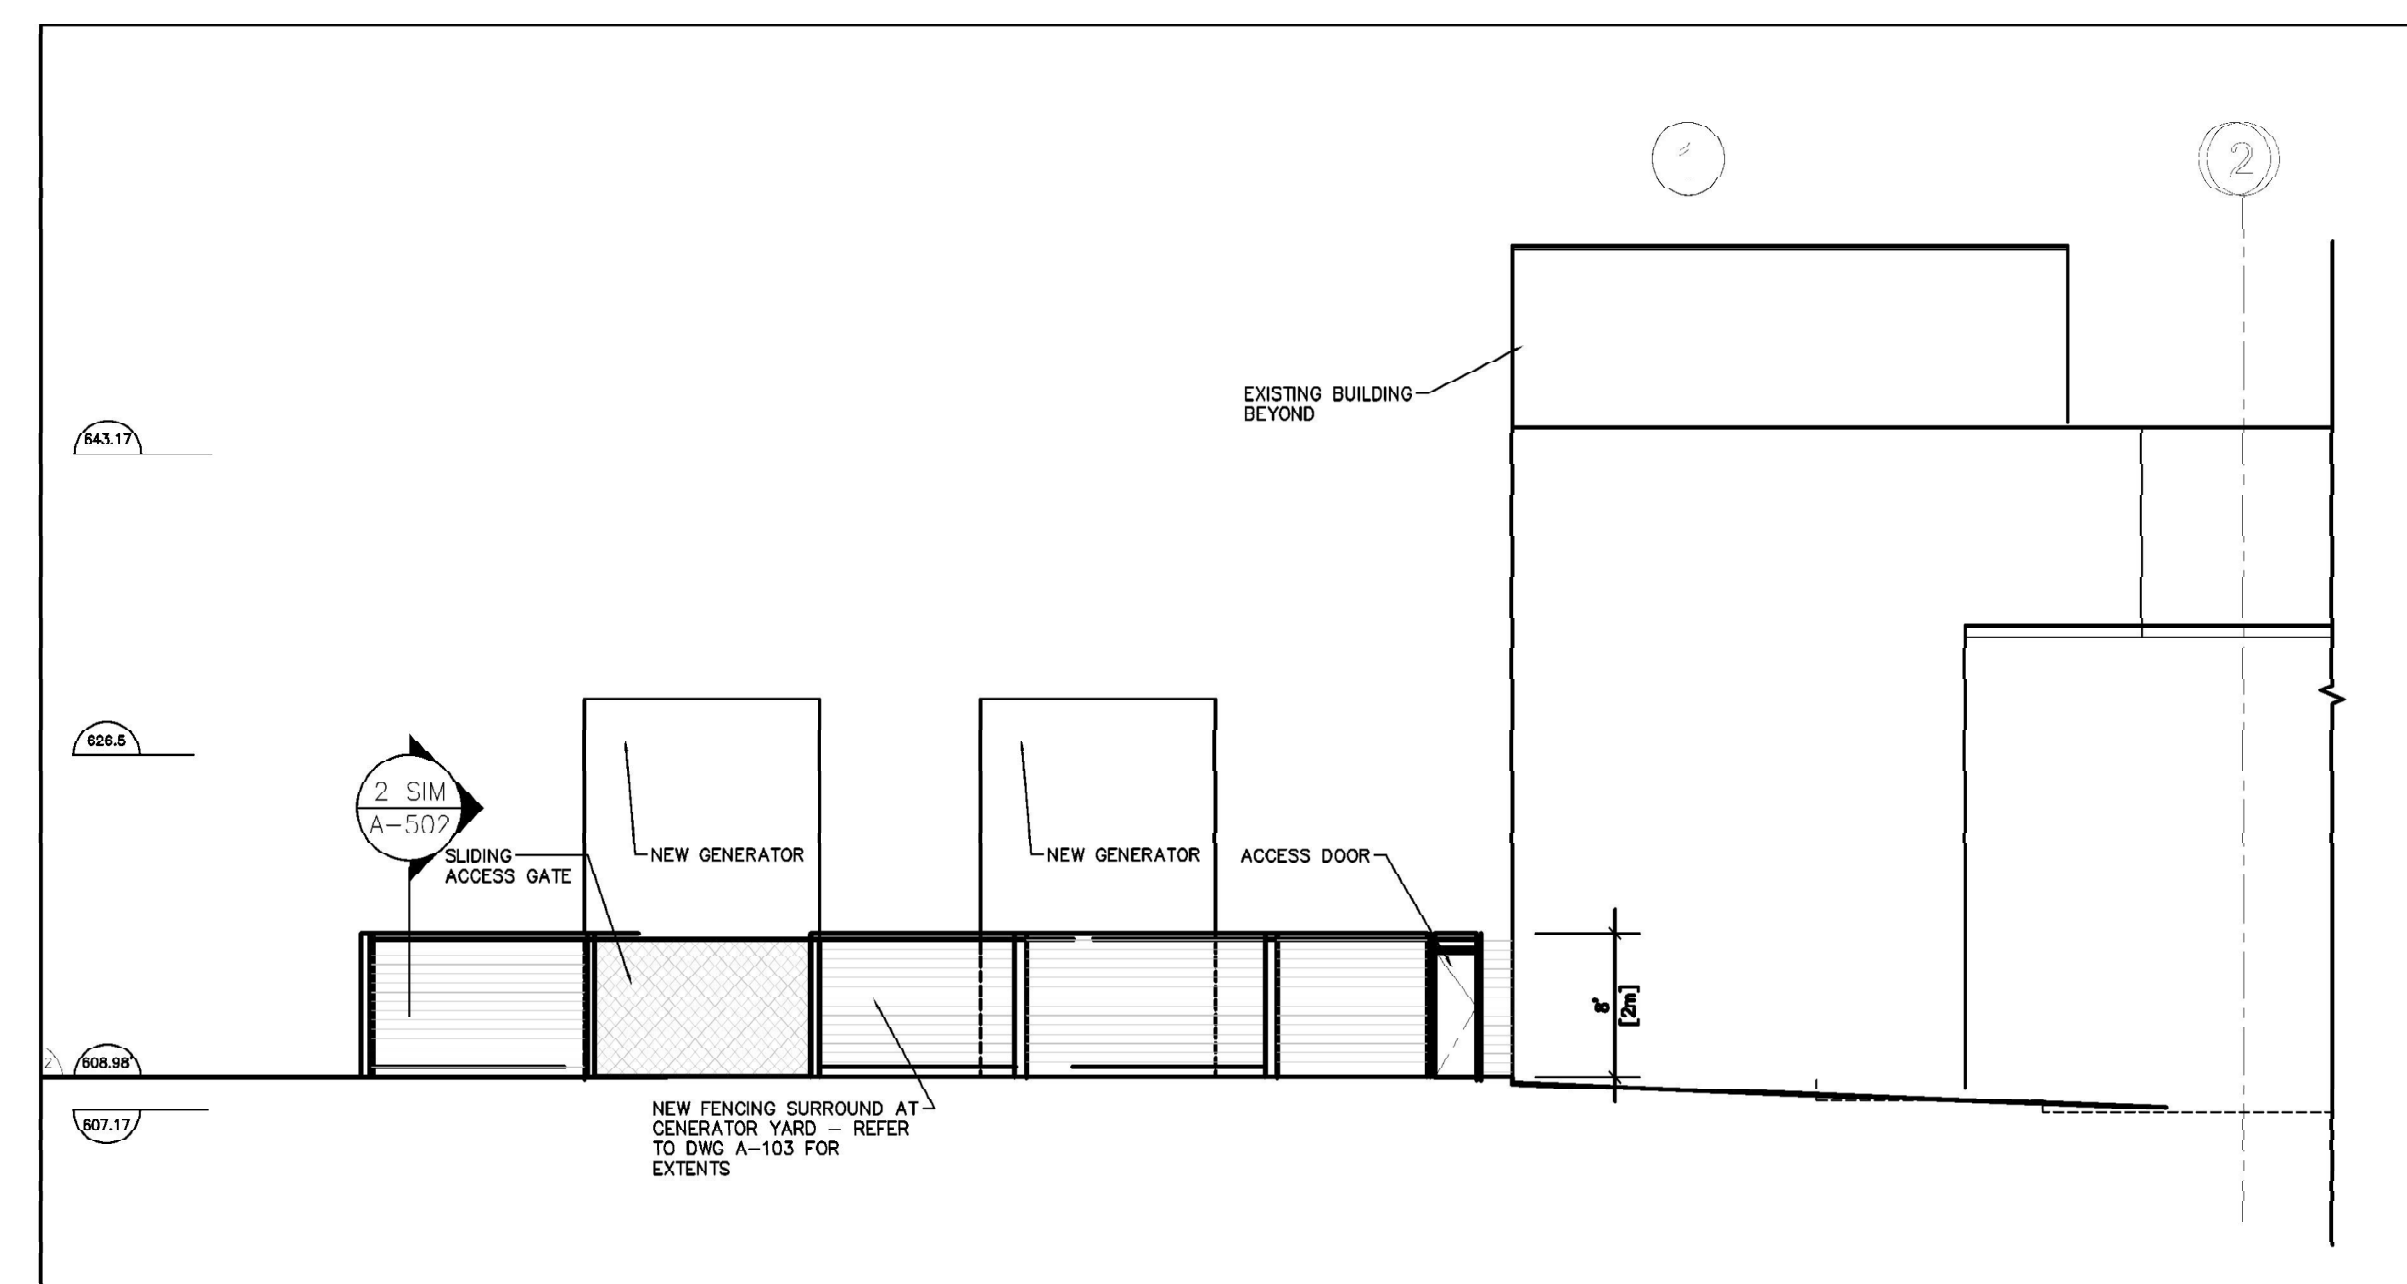 2
EXISTING BUILDING
BEYOND
643.17
626.5
2 SIM
A-502
SLIDING
ACCESS GATE
NEW GENERATOR
NEW GENERATOR
ACCESS DOOR
8'
[2m]
2
608.98'
607.17'
NEW FENCING SURROUND AT
GENERATOR YARD - REFER
TO DWG A-103 FOR
EXTENTS